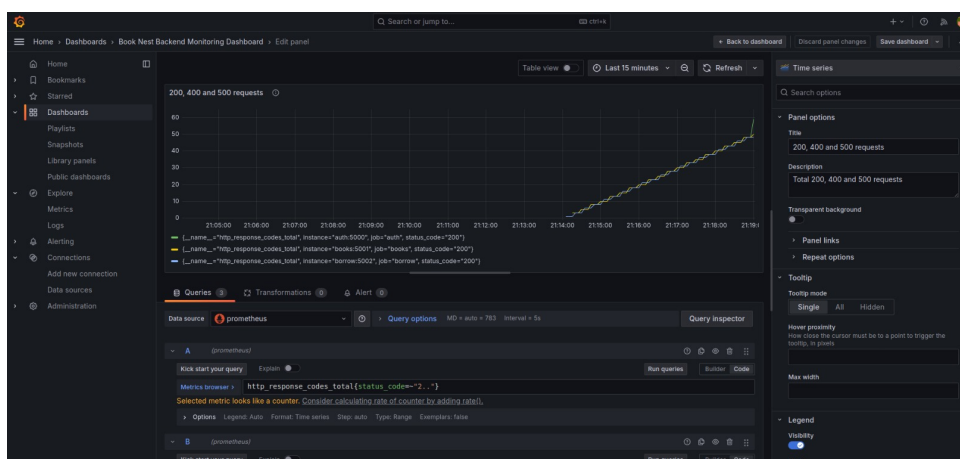 Search or jump to...
ctrl+k
Home > Dashboards > Book Nest Backend Monitoring Dashboard > Edit panel
Back to dashboard
Discard panel changes
Save dashboard
Home
Bookmarks
Starred
Dashboards
Playlists
Snapshots
Library panels
Public dashboards
Explore
Metrics
Logs
Alerting
Connections
Add new connection
Data sources
Administration
Table view
Last 15 minutes
Refresh
200, 400 and 500 requests
60
50
40
30
20
10
0
21:05:00 21:06:00 21:07:00 21:08:00 21:09:00 21:10:00 21:11:00 21:12:00 21:13:00 21:14:00 21:15:00 21:16:00 21:17:00 21:18:00 21:19:
{__name__="http_response_codes_total", instance="auth:5000", job="auth", status_code="200"}
{__name__="http_response_codes_total", instance="books:5001", job="books", status_code="200"}
{__name__="http_response_codes_total", instance="borrow:5002", job="borrow", status_code="200"}
Queries 3 Transformations 0 Alert 0
Data source prometheus Query options MD = auto = 783 Interval = 5s Query inspector
A (prometheus)
Kick start your query Explain Run queries Builder Code
Metrics browser > http_response_codes_total{status_code=~"2.."}
Selected metric looks like a counter. Consider calculating rate of counter by adding rate().
Options Legend: Auto Format: Time series Step: auto Type: Range Exemplars: false
B (prometheus)
Kick start your query Explain Run queries Builder Code
Time series
Search options
Panel options
Title
200, 400 and 500 requests
Description
Total 200, 400 and 500 requests
Transparent background
Panel links
Repeat options
Tooltip
Tooltip mode
Single All Hidden
Hover proximity
How close the cursor must be to a point to trigger the
tooltip, in pixels
Max width
Legend
Visibility